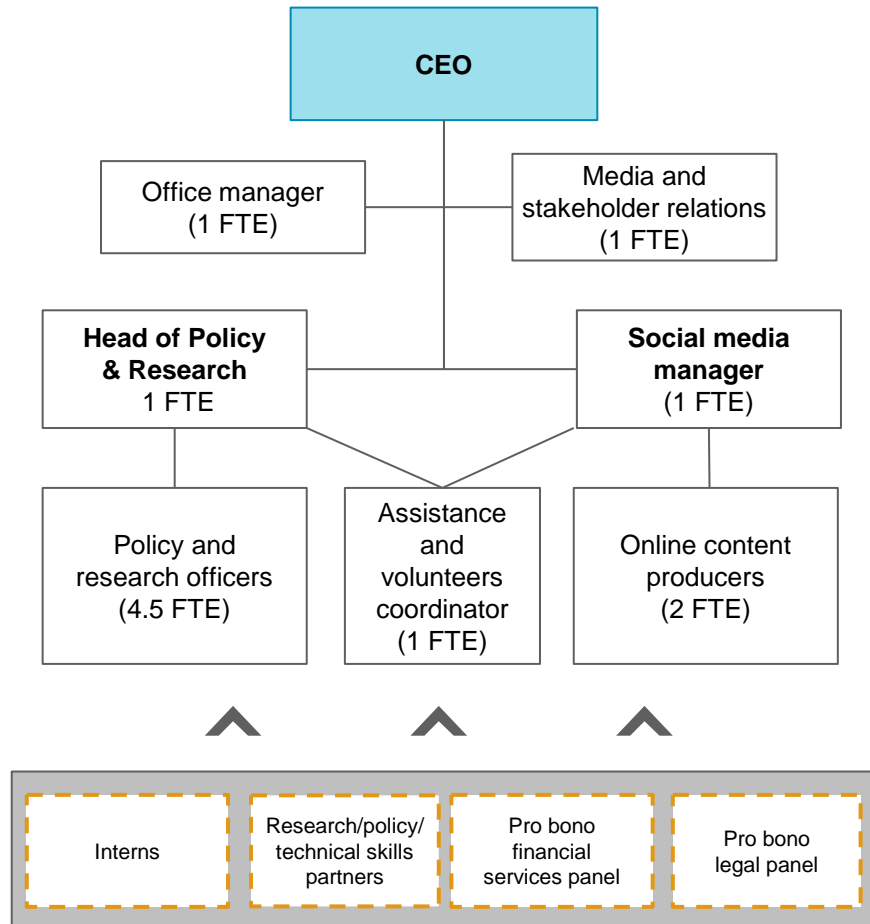 CEO
Office manager
(1 FTE)
Media and
stakeholder relations
(1 FTE)
Head of Policy
& Research
1 FTE
Social media
manager
(1 FTE)
Policy and
research officers
(4.5 FTE)
Assistance
and
volunteers
coordinator
(1 FTE)
Online content
producers
(2 FTE)
Interns
Research/policy/
technical skills
partners
Pro bono
financial
services panel
Pro bono
legal panel